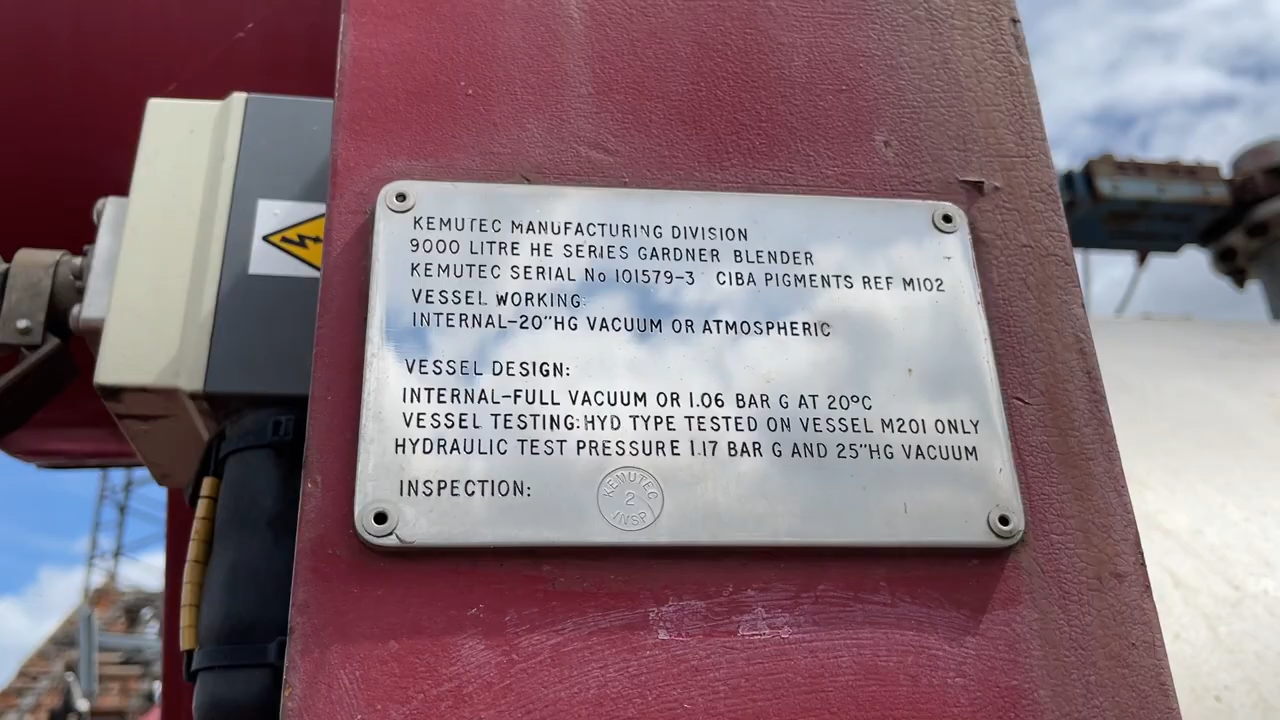 KEMUTEC MANUFACTURING DIVISION
9000 LITRE HE SERIES GARDNER BLENDER
KEMUTEC SERIAL No 101579-3 CIBA PIGMENTS REF M102
VESSEL WORKING:
INTERNAL-20"HG VACUUM OR ATMOSPHERIC
VESSEL DESIGN:
INTERNAL-FULL VACUUM OR 1.06 BAR G AT 20ºC
VESSEL TESTING:HYD TYPE TESTED ON VESSEL M201 ONLY
HYDRAULIC TEST PRESSURE 1.17 BAR G AND 25"HG VACUUM
INSPECTION:
KEMUTEC
2
INSP